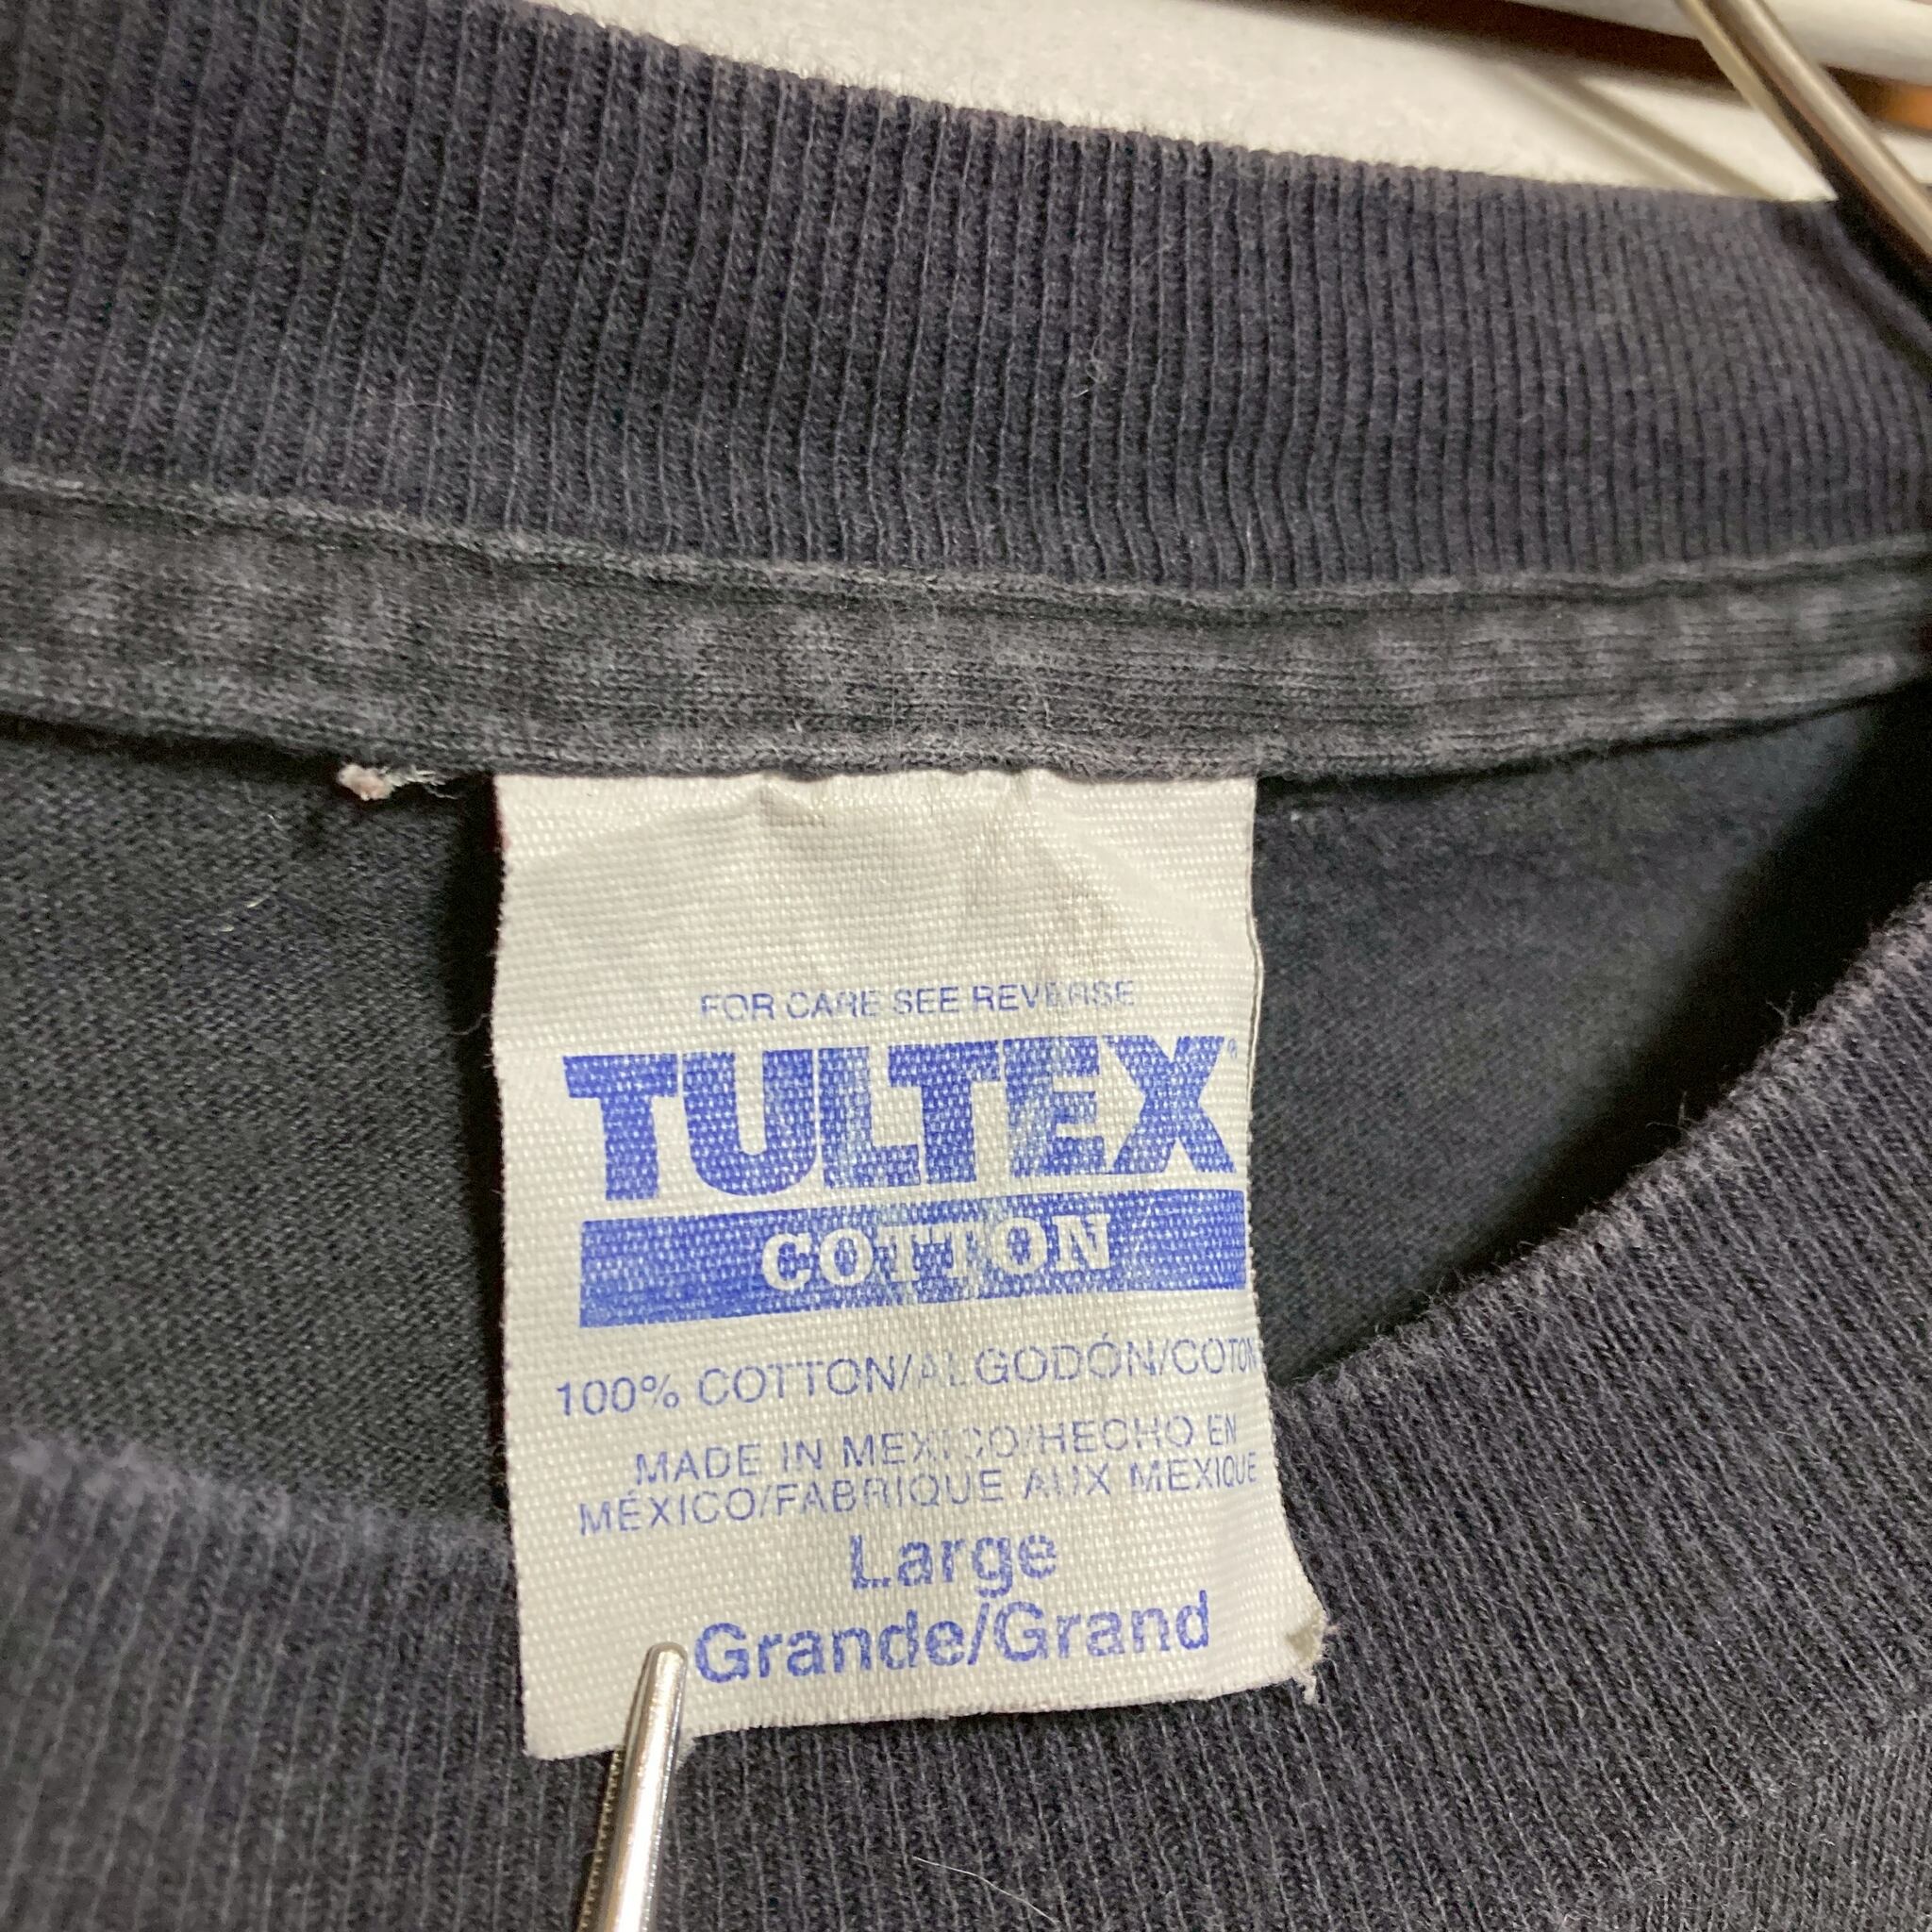 FOR CARE SEE REVERSE
TULTEX®
COTTON
100% COTTON/ALGODÓN/COTON
MADE IN MEXICO/HECHO EN
MÉXICO/FABRIQUE AUX MEXIQUE
Large
Grande/Grand